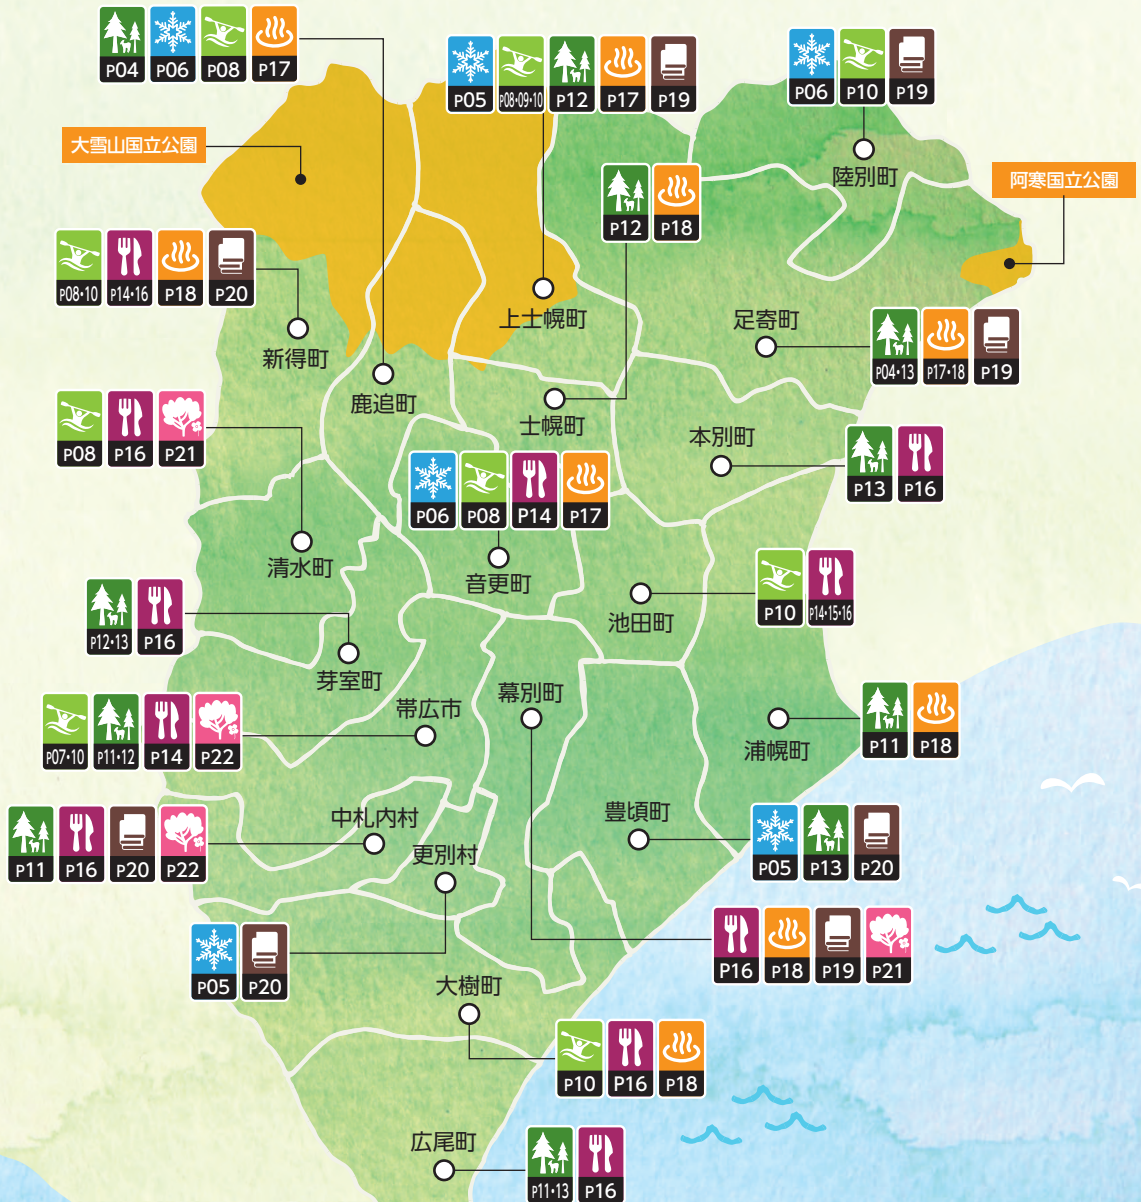 P04 P06 P08 P17
P05 P08・09・10 P12 P17 P19
P06 P10 P19
大雪山国立公園
陸別町
阿寒国立公園
P12 P18
P08・10 P14・16 P18 P20
上士幌町
足寄町
新得町
P04・13 P17・18 P19
鹿追町
士幌町
本別町
P08 P16 P21
P13 P16
P06 P08 P14 P17
清水町
音更町
池田町
P10 P14・15・16
P12・13 P16
芽室町
幕別町
帯広市
P07・10 P11・12 P14 P22
浦幌町
P11 P18
中札内村
豊頃町
P11 P16 P20 P22
更別村
P05 P13 P20
P05 P20
P16 P18 P19 P21
大樹町
P10 P16 P18
広尾町
P11・13 P16